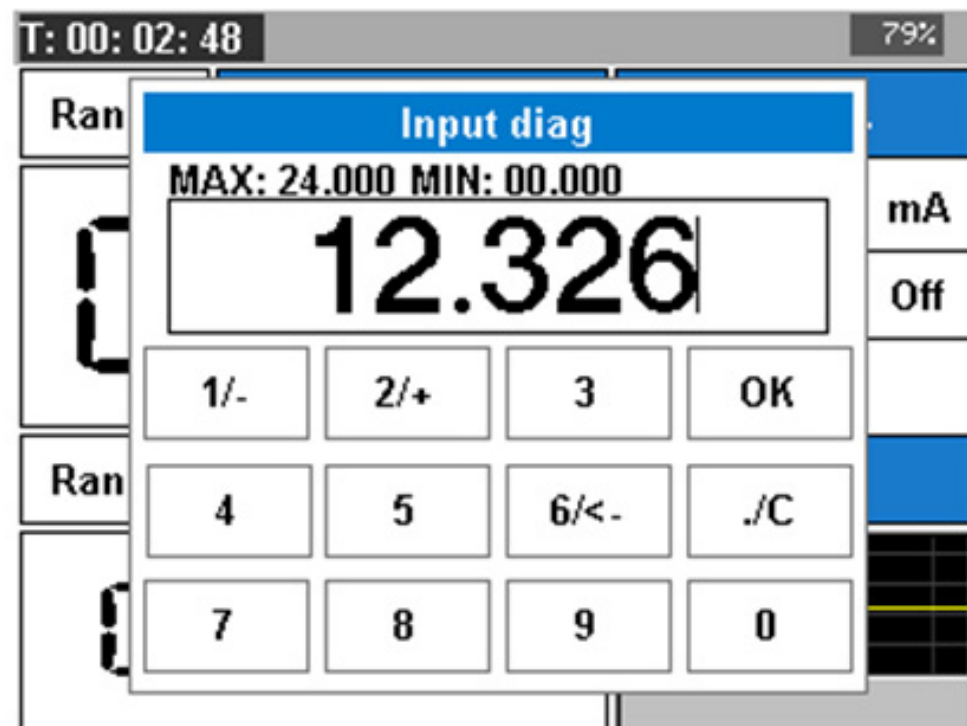 T: 00: 02: 48
79%
Ran
Input diag
MAX: 24.000 MIN: 00.000
mA
12.326
Off
1/-
2/+
3
OK
Ran
4
5
6/<-
./C
7
8
9
0